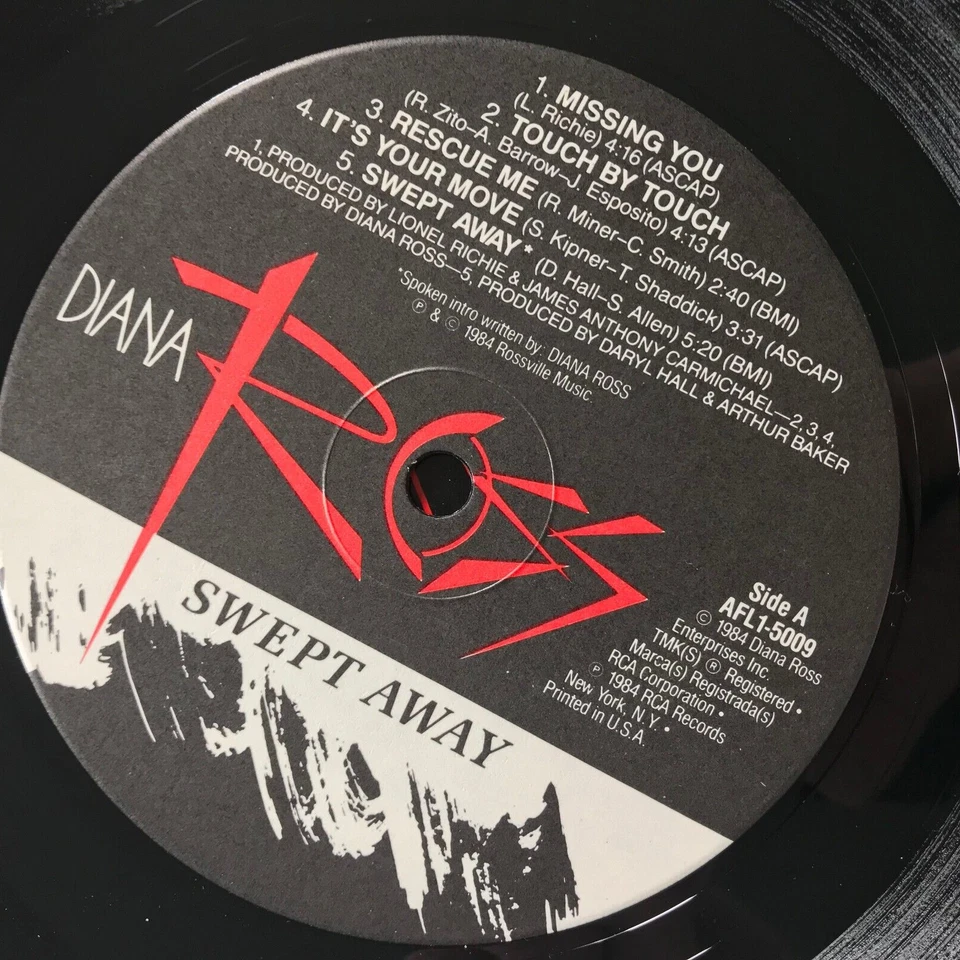 1. MISSING YOU
(L. Richie) 4:16 (ASCAP)
2. TOUCH BY TOUCH
(R. Zito–A. Barrow–J. Esposito) 4:13 (ASCAP)
3. RESCUE ME (R. Miner–C. Smith) 2:40 (BMI)
4. IT'S YOUR MOVE (S. Kipner–T. Shaddick) 3:31 (ASCAP)
5. SWEPT AWAY* (D. Hall–S. Allen) 5:20 (BMI)
1. PRODUCED BY LIONEL RICHIE & JAMES ANTHONY CARMICHAEL—2, 3, 4,
PRODUCED BY DIANA ROSS—5, PRODUCED BY DARYL HALL & ARTHUR BAKER
*Spoken intro written by: DIANA ROSS
℗ & © 1984 Rossville Music.
DIANA
ROSS
SWEPT AWAY
Side A
AFL1-5009
© 1984 Diana Ross
Enterprises Inc.
TMK(S) ® Registered •
Marca(s) Registrada(s)
RCA Corporation •
℗ 1984 RCA Records
New York, N.Y. •
Printed in U.S.A.